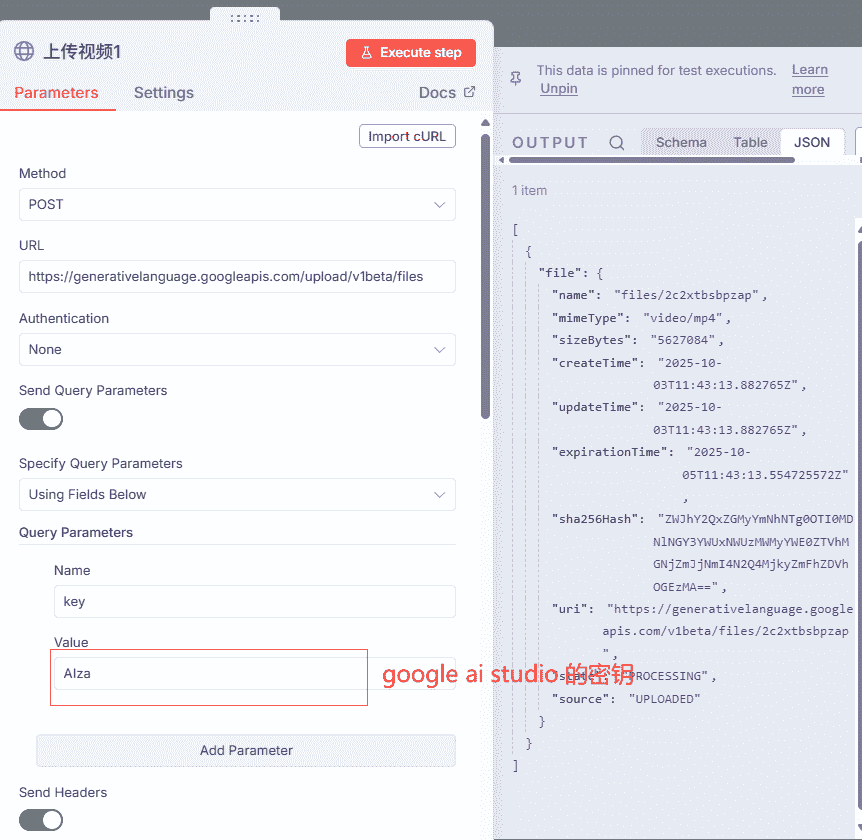 上传视频1
Execute step
Parameters
Settings
Docs
Import cURL
Method
POST
URL
https://generativelanguage.googleapis.com/upload/v1beta/files
Authentication
None
Send Query Parameters
Specify Query Parameters
Using Fields Below
Query Parameters
Name
key
Value
AIza
google ai studio 的密钥
Add Parameter
Send Headers
This data is pinned for test executions.
Unpin
Learn
more
OUTPUT
Schema
Table
JSON
1 item
[
{
"file": {
"name": "files/2c2xtbsbpzap",
"mimeType": "video/mp4",
"sizeBytes": "5627084",
"createTime": "2025-10-
03T11:43:13.882765Z",
"updateTime": "2025-10-
03T11:43:13.882765Z",
"expirationTime": "2025-10-
05T11:43:13.554725572Z"
,
"sha256Hash": "ZWJhY2QxZGMyYmNhNTg0OTI0MD
NlNGY3YWUxNWUzMWMyYWE0ZTVhM
GNjZmJjNmI4N2Q4MjkyZmFhZDVh
OGEzMA==",
"uri": "https://generativelanguage.google
apis.com/v1beta/files/2c2xtbsbpzap
",
"state": "PROCESSING",
"source": "UPLOADED"
}
}
]